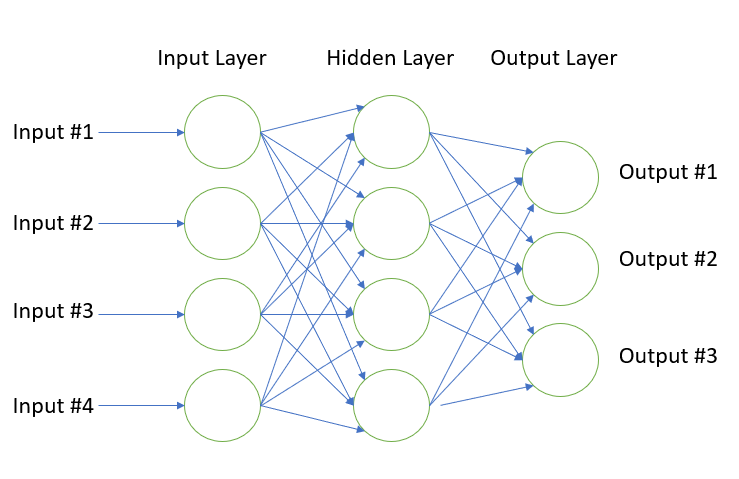 Input Layer
Hidden Layer
Output Layer
Input #1
Input #2
Input #3
Input #4
Output #1
Output #2
Output #3